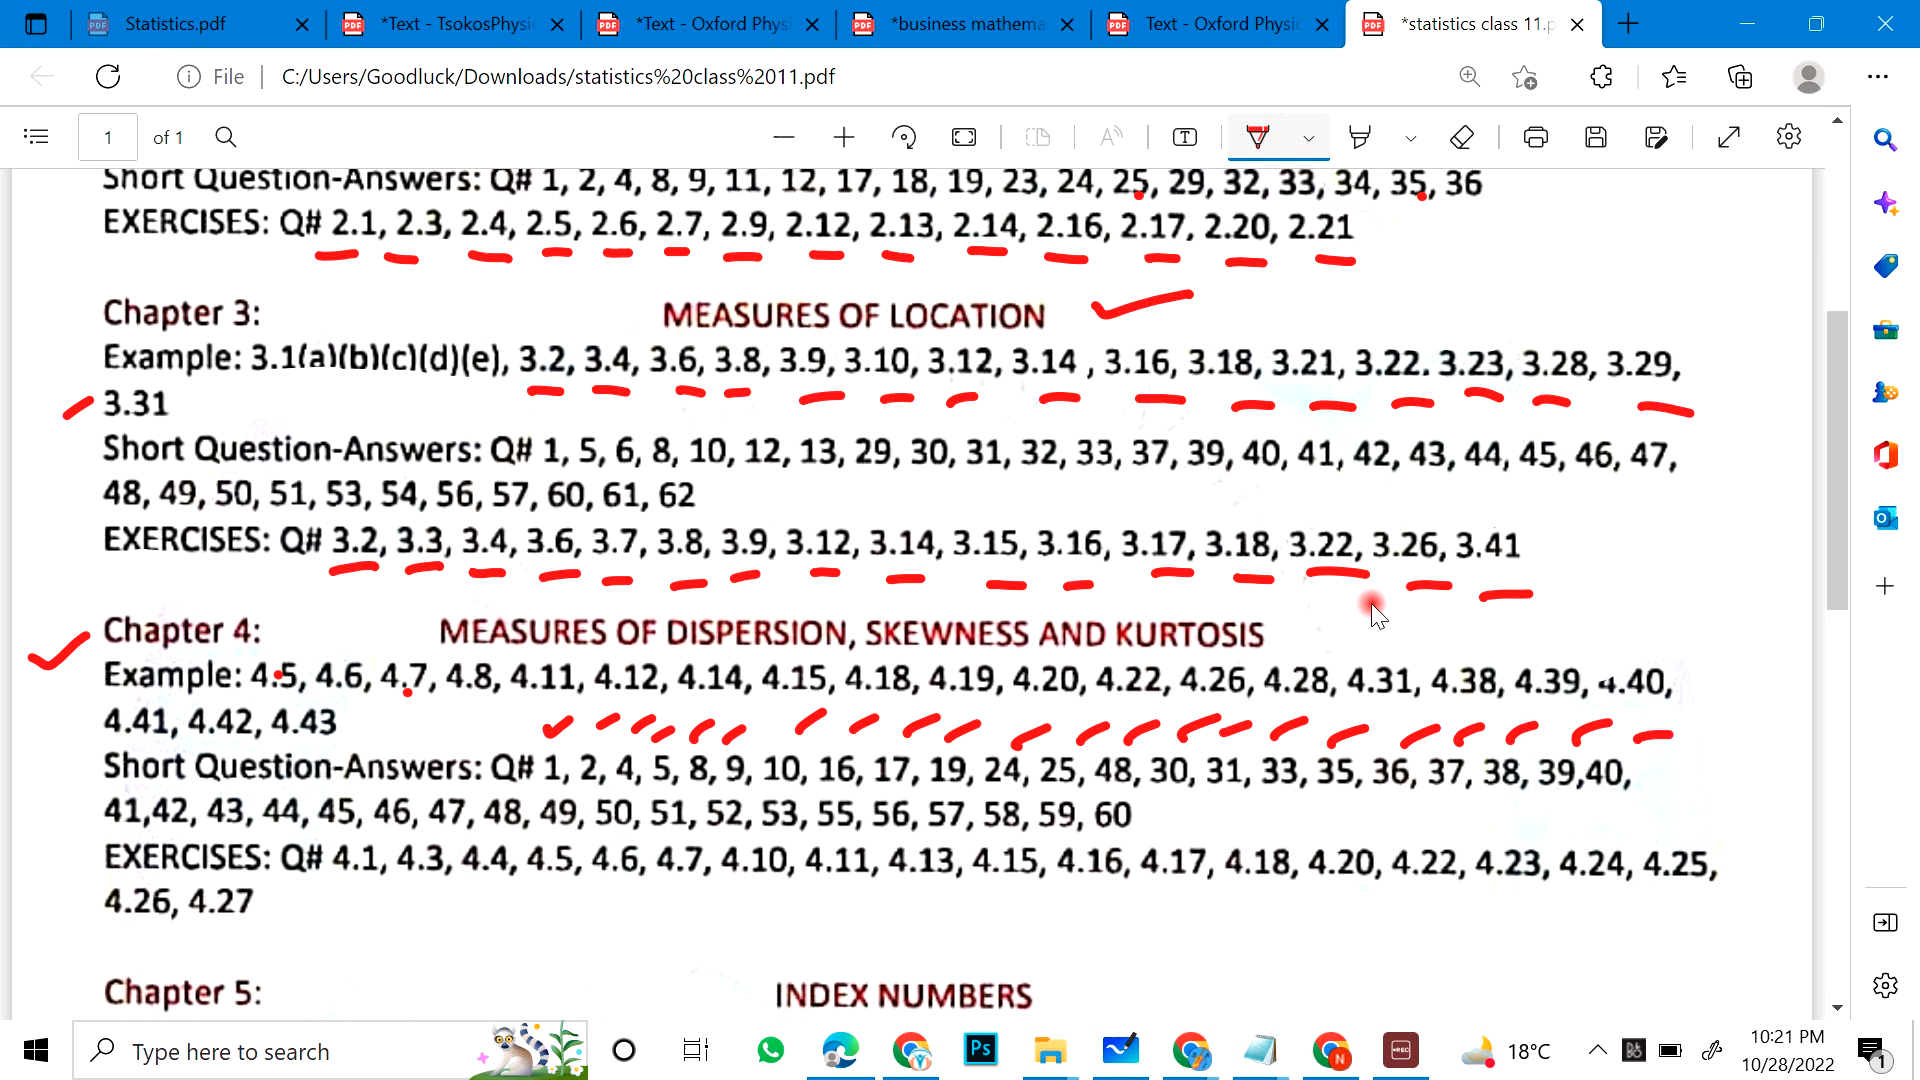 Statistics.pdf
*Text - TsokosPhysi
*Text - Oxford Phys
*business mathema
Text - Oxford Physic
*statistics class 11.p
File
C:/Users/Goodluck/Downloads/statistics%20class%2011.pdf
1 of 1
Short Question-Answers: Q# 1, 2, 4, 8, 9, 11, 12, 17, 18, 19, 23, 24, 25, 29, 32, 33, 34, 35, 36
EXERCISES: Q# 2.1, 2.3, 2.4, 2.5, 2.6, 2.7, 2.9, 2.12, 2.13, 2.14, 2.16, 2.17, 2.20, 2.21
Chapter 3: MEASURES OF LOCATION
Example: 3.1(a)(b)(c)(d)(e), 3.2, 3.4, 3.6, 3.8, 3.9, 3.10, 3.12, 3.14 , 3.16, 3.18, 3.21, 3.22. 3.23, 3.28, 3.29,
3.31
Short Question-Answers: Q# 1, 5, 6, 8, 10, 12, 13, 29, 30, 31, 32, 33, 37, 39, 40, 41, 42, 43, 44, 45, 46, 47,
48, 49, 50, 51, 53, 54, 56, 57, 60, 61, 62
EXERCISES: Q# 3.2, 3.3, 3.4, 3.6, 3.7, 3.8, 3.9, 3.12, 3.14, 3.15, 3.16, 3.17, 3.18, 3.22, 3.26, 3.41
Chapter 4: MEASURES OF DISPERSION, SKEWNESS AND KURTOSIS
Example: 4.5, 4.6, 4.7, 4.8, 4.11, 4.12, 4.14, 4.15, 4.18, 4.19, 4.20, 4.22, 4.26, 4.28, 4.31, 4.38, 4.39, 4.40,
4.41, 4.42, 4.43
Short Question-Answers: Q# 1, 2, 4, 5, 8, 9, 10, 16, 17, 19, 24, 25, 48, 30, 31, 33, 35, 36, 37, 38, 39,40,
41,42, 43, 44, 45, 46, 47, 48, 49, 50, 51, 52, 53, 55, 56, 57, 58, 59, 60
EXERCISES: Q# 4.1, 4.3, 4.4, 4.5, 4.6, 4.7, 4.10, 4.11, 4.13, 4.15, 4.16, 4.17, 4.18, 4.20, 4.22, 4.23, 4.24, 4.25,
4.26, 4.27
Chapter 5: INDEX NUMBERS
Type here to search
Ps
18°C
10:21 PM
10/28/2022
1